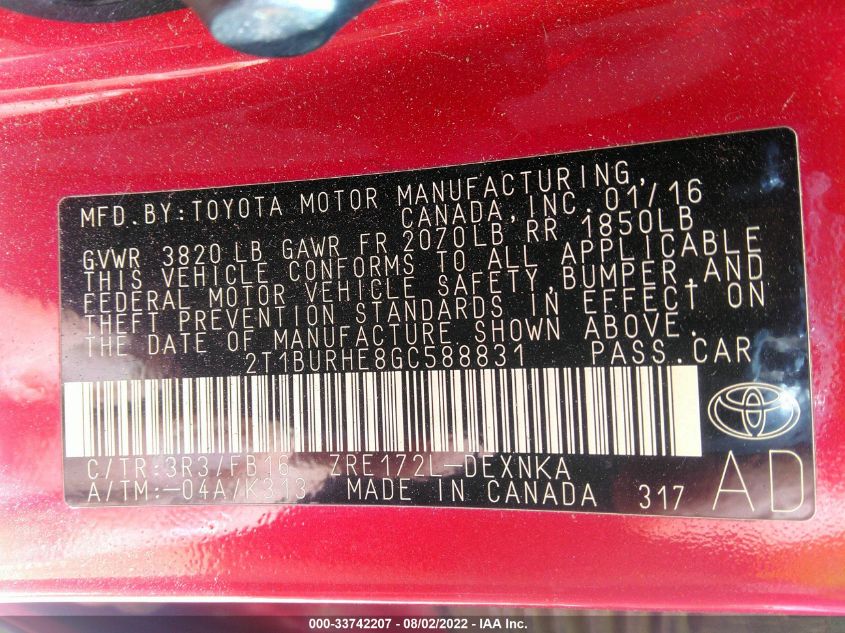 MFD. BY: TOYOTA MOTOR MANUFACTURING,
CANADA, INC. 01/16
GVWR 3820 LB GAWR FR 2070LB RR 1850LB
THIS VEHICLE CONFORMS TO ALL APPLICABLE
FEDERAL MOTOR VEHICLE SAFETY, BUMPER, AND
THEFT PREVENTION STANDARDS IN EFFECT ON
THE DATE OF MANUFACTURE SHOWN ABOVE.
2T1BURHE8GC588831 PASS. CAR
C/TR: 3R3/FB16 ZRE172L-DEXNKA
A/TM: -04A/K313 MADE IN CANADA 317 AD
000-33742207 - 08/02/2022 - IAA Inc.